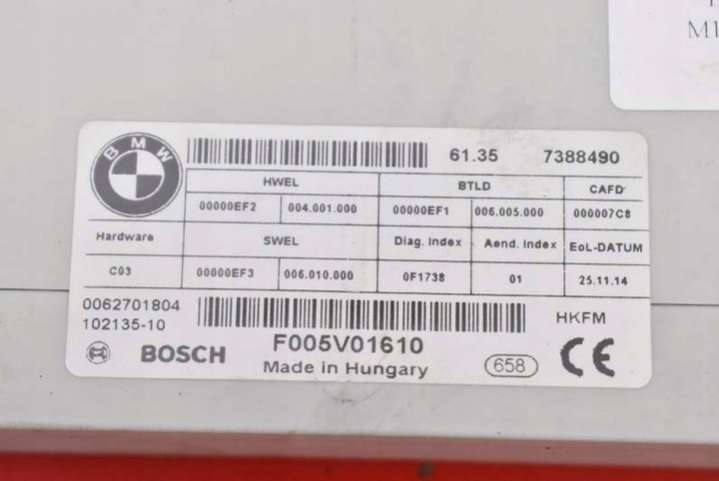 M1
BMW
61.35 7388490
HWEL BTLD CAFD
00000EF2 004.001.000 00000EF1 006.005.000 000007C8
Hardware SWEL Diag. Index Aend. Index EoL-DATUM
C03 00000EF3 006.010.000 0F1738 01 25.11.14
0062701804
102135-10
HKFM
BOSCH F005V01610
Made in Hungary 658 CE